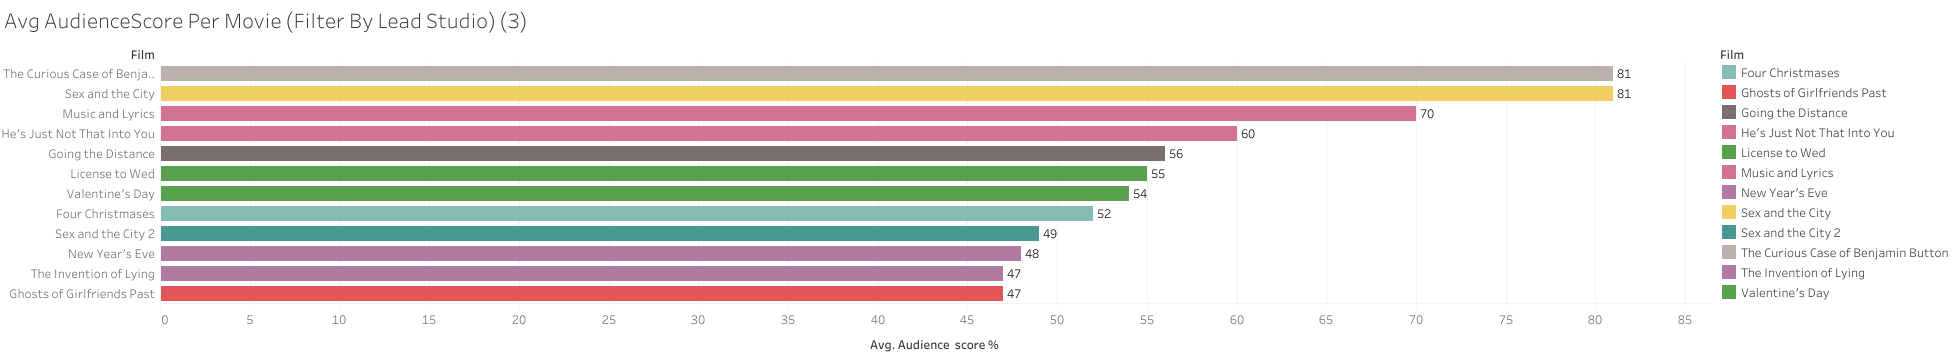 Avg AudienceScore Per Movie (Filter By Lead Studio) (3)
Film
The Curious Case of Benja.. 81
Sex and the City 81
Music and Lyrics 70
He's Just Not That Into You 60
Going the Distance 56
License to Wed 55
Valentine's Day 54
Four Christmases 52
Sex and the City 2 49
New Year's Eve 48
The Invention of Lying 47
Ghosts of Girlfriends Past 47
0 5 10 15 20 25 30 35 40 45 50 55 60 65 70 75 80 85
Avg. Audience score %
Film
Four Christmases
Ghosts of Girlfriends Past
Going the Distance
He's Just Not That Into You
License to Wed
Music and Lyrics
New Year's Eve
Sex and the City
Sex and the City 2
The Curious Case of Benjamin Button
The Invention of Lying
Valentine's Day